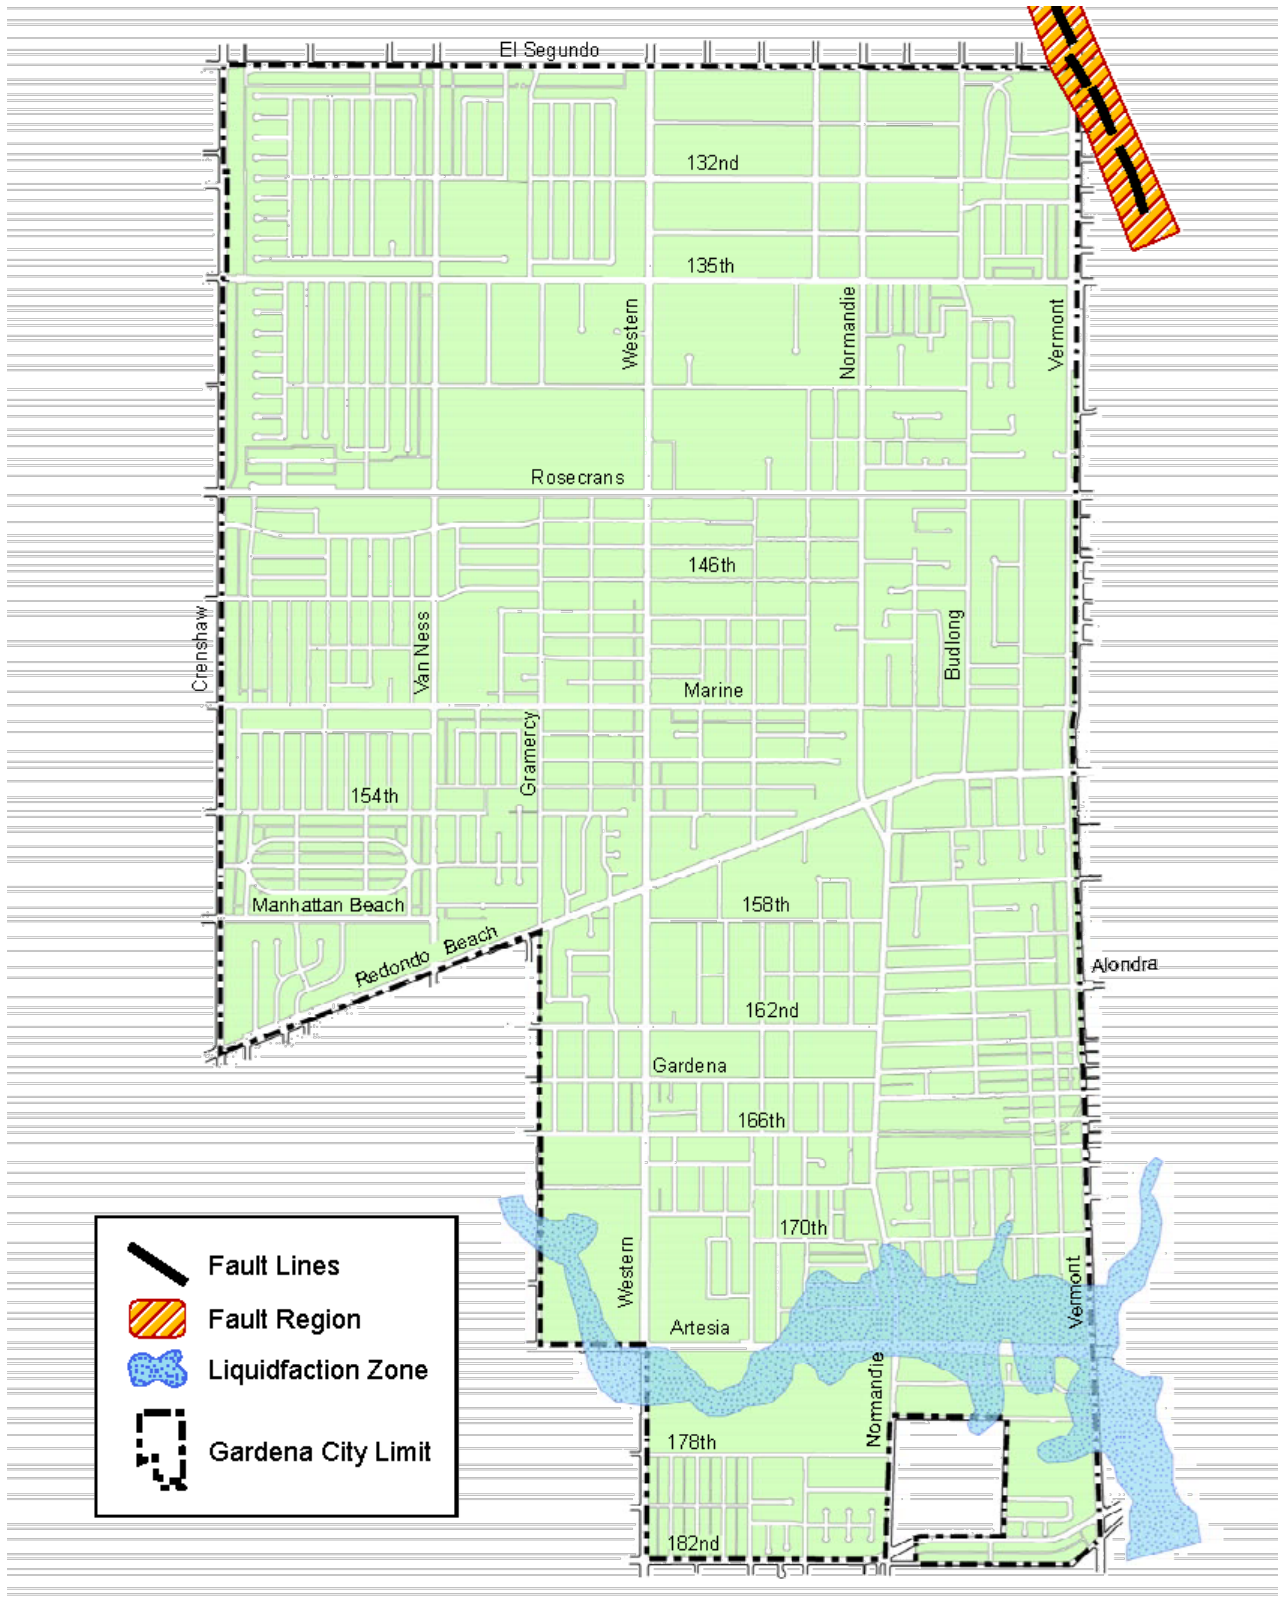 El Segundo
132nd
135th
Western
Normandie
Vermont
Rosecrans
146th
Crenshaw
Van Ness
Budlong
Marine
Gramercy
154th
Manhattan Beach
158th
Redondo Beach
Alondra
162nd
Gardena
166th
170th
Western
Vermont
Artesia
Normandie
178th
182nd
Fault Lines
Fault Region
Liquidfaction Zone
Gardena City Limit